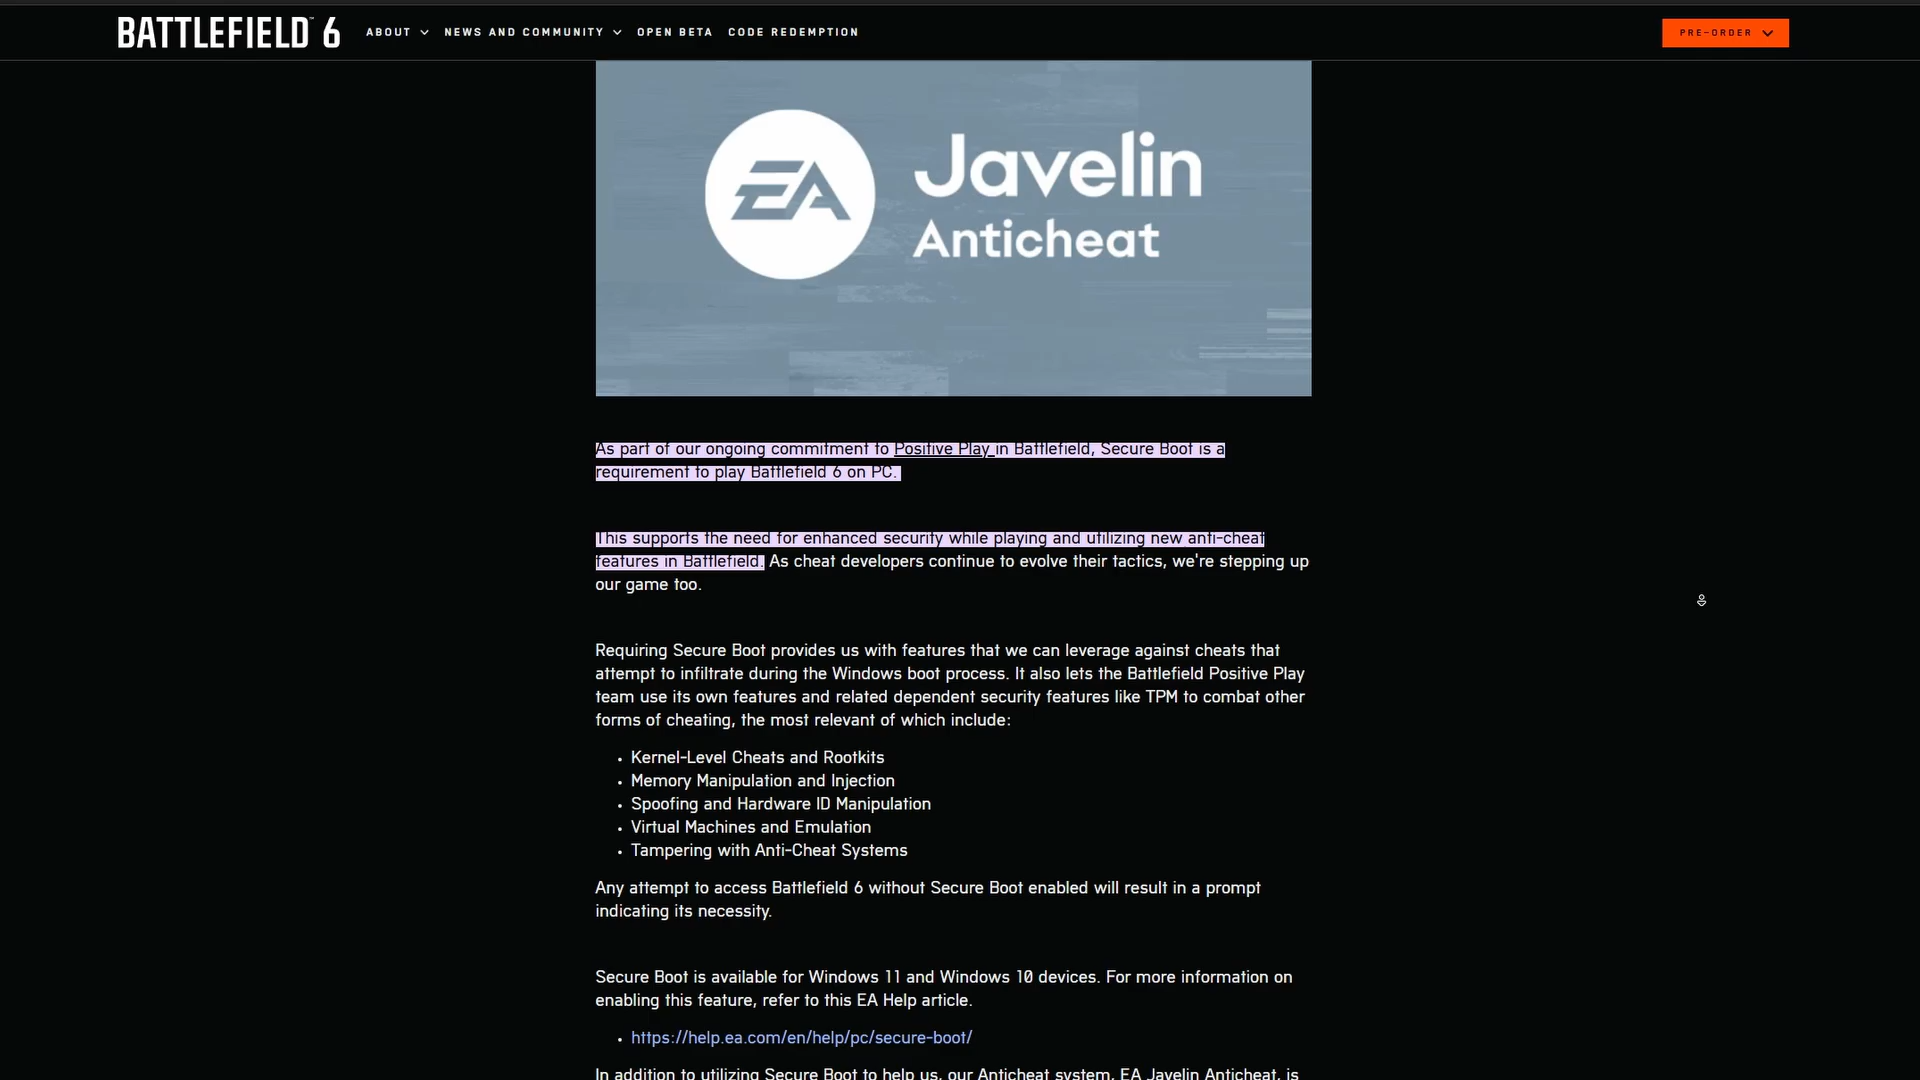 BATTLEFIELD™ 6
ABOUT
NEWS AND COMMUNITY
OPEN BETA
CODE REDEMPTION
PRE-ORDER
EA
Javelin
Anticheat
As part of our ongoing commitment to Positive Play in Battlefield, Secure Boot is a
requirement to play Battlefield 6 on PC.
This supports the need for enhanced security while playing and utilizing new anti-cheat
features in Battlefield. As cheat developers continue to evolve their tactics, we're stepping up
our game too.
Requiring Secure Boot provides us with features that we can leverage against cheats that
attempt to infiltrate during the Windows boot process. It also lets the Battlefield Positive Play
team use its own features and related dependent security features like TPM to combat other
forms of cheating, the most relevant of which include:
• Kernel-Level Cheats and Rootkits
• Memory Manipulation and Injection
• Spoofing and Hardware ID Manipulation
• Virtual Machines and Emulation
• Tampering with Anti-Cheat Systems
Any attempt to access Battlefield 6 without Secure Boot enabled will result in a prompt
indicating its necessity.
Secure Boot is available for Windows 11 and Windows 10 devices. For more information on
enabling this feature, refer to this EA Help article.
• https://help.ea.com/en/help/pc/secure-boot/
In addition to utilizing Secure Boot to help us, our Anticheat system, EA Javelin Anticheat, is